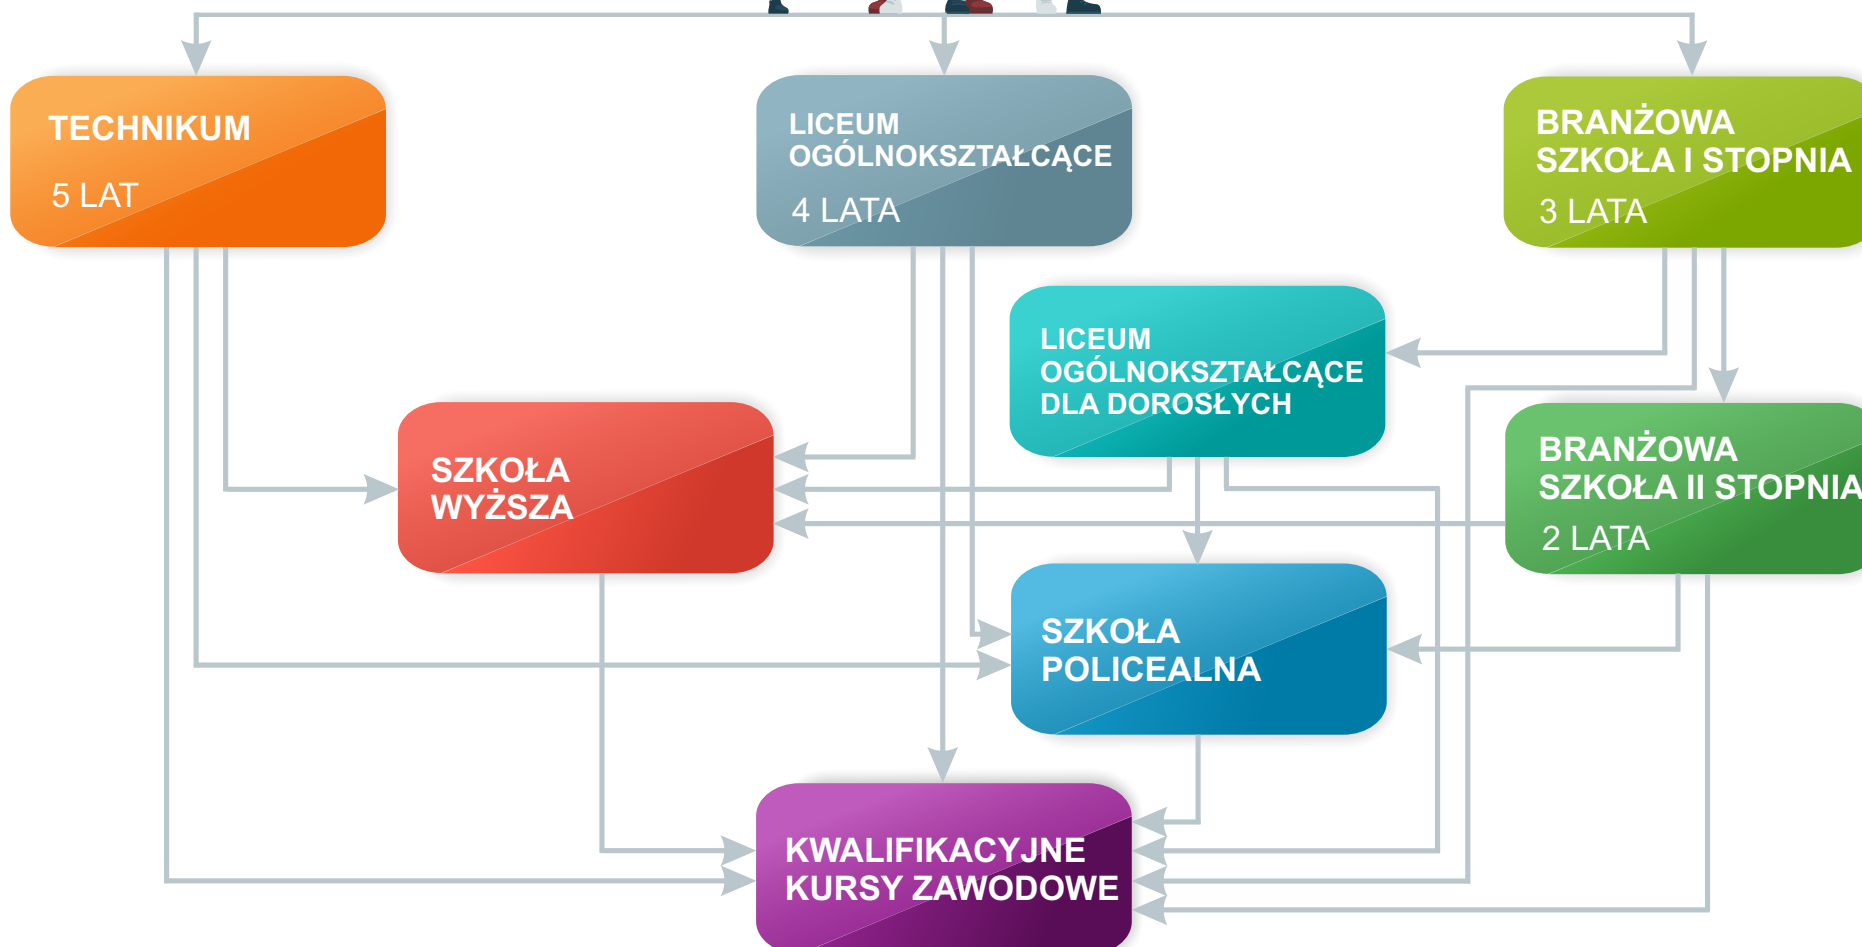 TECHNIKUM
5 LAT
LICEUM
OGÓLNOKSZTAŁCĄCE
4 LATA
BRANŻOWA
SZKOŁA I STOPNIA
3 LATA
LICEUM
OGÓLNOKSZTAŁCĄCE
DLA DOROSŁYCH
SZKOŁA
WYŻSZA
BRANŻOWA
SZKOŁA II STOPNIA
2 LATA
SZKOŁA
POLICEALNA
KWALIFIKACYJNE
KURSY ZAWODOWE